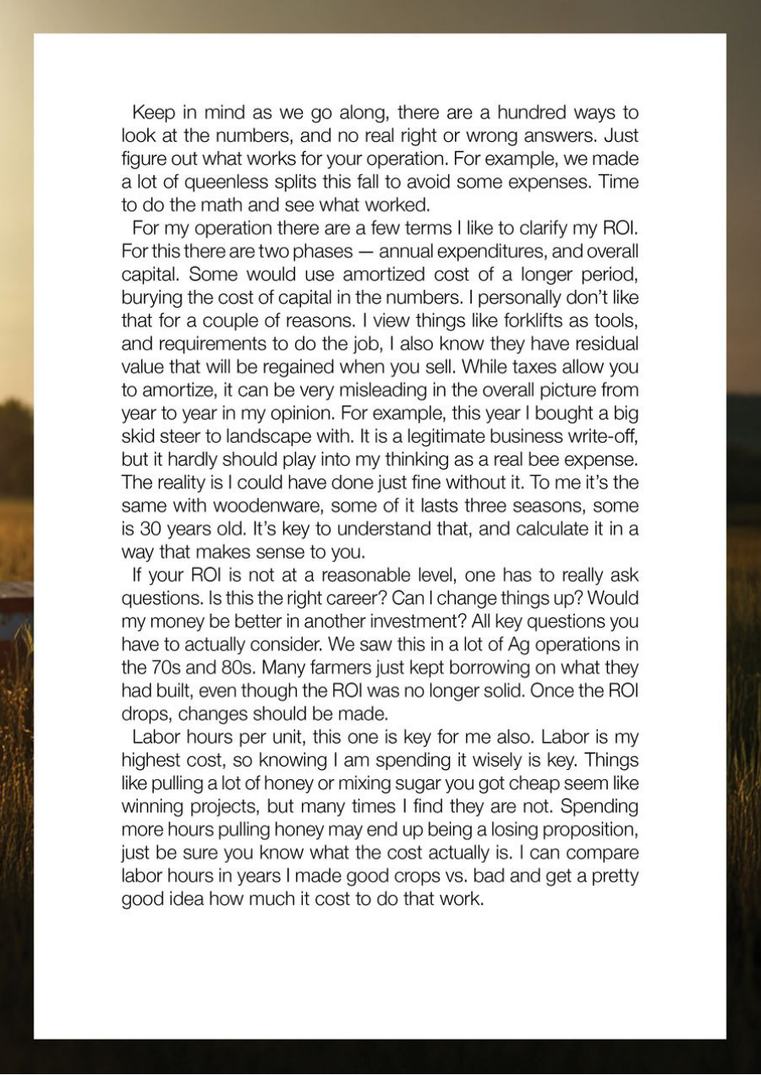 Keep in mind as we go along, there are a hundred ways to
look at the numbers, and no real right or wrong answers. Just
figure out what works for your operation. For example, we made
a lot of queenless splits this fall to avoid some expenses. Time
to do the math and see what worked.
For my operation there are a few terms I like to clarify my ROI.
For this there are two phases — annual expenditures, and overall
capital. Some would use amortized cost of a longer period,
burying the cost of capital in the numbers. I personally don’t like
that for a couple of reasons. I view things like forklifts as tools,
and requirements to do the job, I also know they have residual
value that will be regained when you sell. While taxes allow you
to amortize, it can be very misleading in the overall picture from
year to year in my opinion. For example, this year I bought a big
skid steer to landscape with. It is a legitimate business write-off,
but it hardly should play into my thinking as a real bee expense.
The reality is I could have done just fine without it. To me it’s the
same with woodenware, some of it lasts three seasons, some
is 30 years old. It’s key to understand that, and calculate it in a
way that makes sense to you.
If your ROI is not at a reasonable level, one has to really ask
questions. Is this the right career? Can I change things up? Would
my money be better in another investment? All key questions you
have to actually consider. We saw this in a lot of Ag operations in
the 70s and 80s. Many farmers just kept borrowing on what they
had built, even though the ROI was no longer solid. Once the ROI
drops, changes should be made.
Labor hours per unit, this one is key for me also. Labor is my
highest cost, so knowing I am spending it wisely is key. Things
like pulling a lot of honey or mixing sugar you got cheap seem like
winning projects, but many times I find they are not. Spending
more hours pulling honey may end up being a losing proposition,
just be sure you know what the cost actually is. I can compare
labor hours in years I made good crops vs. bad and get a pretty
good idea how much it cost to do that work.